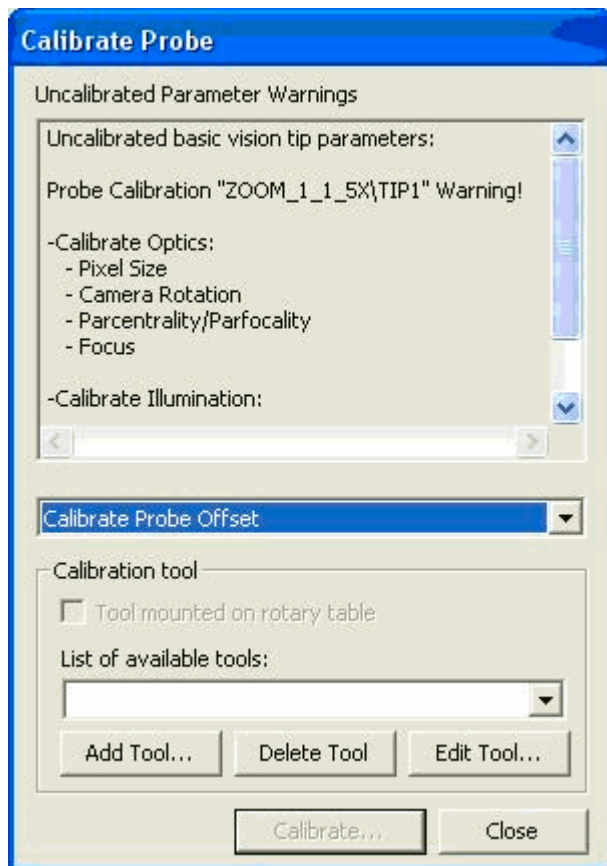 Calibrate Probe
Uncalibrated Parameter Warnings
Uncalibrated basic vision tip parameters:
Probe Calibration "ZOOM_1_1_5X\TIP1" Warning!
-Calibrate Optics:
- Pixel Size
- Camera Rotation
- Parcentrality/Parfocality
- Focus
-Calibrate Illumination:
Calibrate Probe Offset
Calibration tool
Tool mounted on rotary table
List of available tools:
Add Tool... Delete Tool Edit Tool...
Calibrate... Close